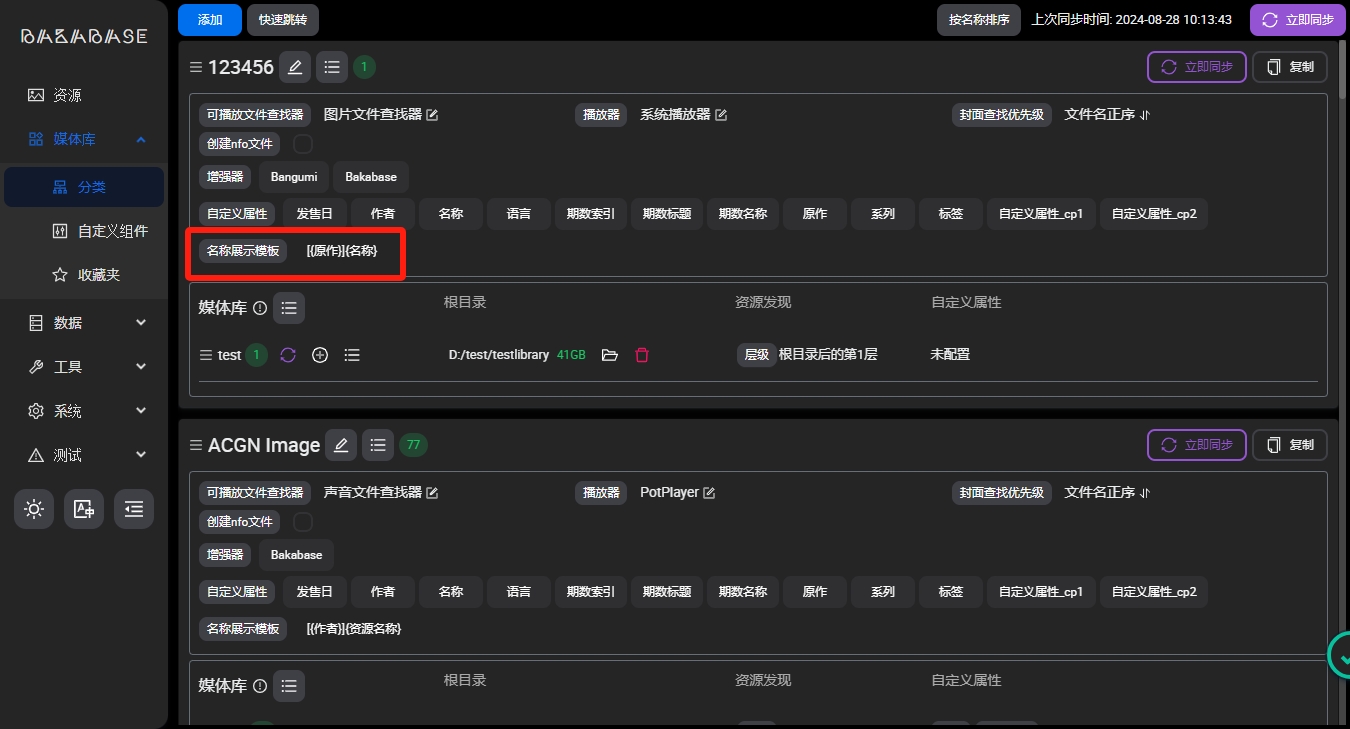 BAKABASE
资源
媒体库
分类
自定义组件
收藏夹
数据
工具
系统
测试
添加 快速跳转 按名称排序 上次同步时间: 2024-08-28 10:13:43 立即同步
123456 1 立即同步 复制
可播放文件查找器 图片文件查找器 播放器 系统播放器 封面查找优先级 文件名正序
创建nfo文件
增强器 Bangumi Bakabase
自定义属性 发售日 作者 名称 语言 期数索引 期数标题 期数名称 原作 系列 标签 自定义属性_cp1 自定义属性_cp2
名称展示模板 [{原作}]{名称}
媒体库 根目录 资源发现 自定义属性
test 1 D:/test/testlibrary 41GB 层级 根目录后的第1层 未配置
ACGN Image 77 立即同步 复制
可播放文件查找器 声音文件查找器 播放器 PotPlayer 封面查找优先级 文件名正序
创建nfo文件
增强器 Bakabase
自定义属性 发售日 作者 名称 语言 期数索引 期数标题 期数名称 原作 系列 标签 自定义属性_cp1 自定义属性_cp2
名称展示模板 [{作者}]{资源名称}
媒体库 根目录 资源发现 自定义属性